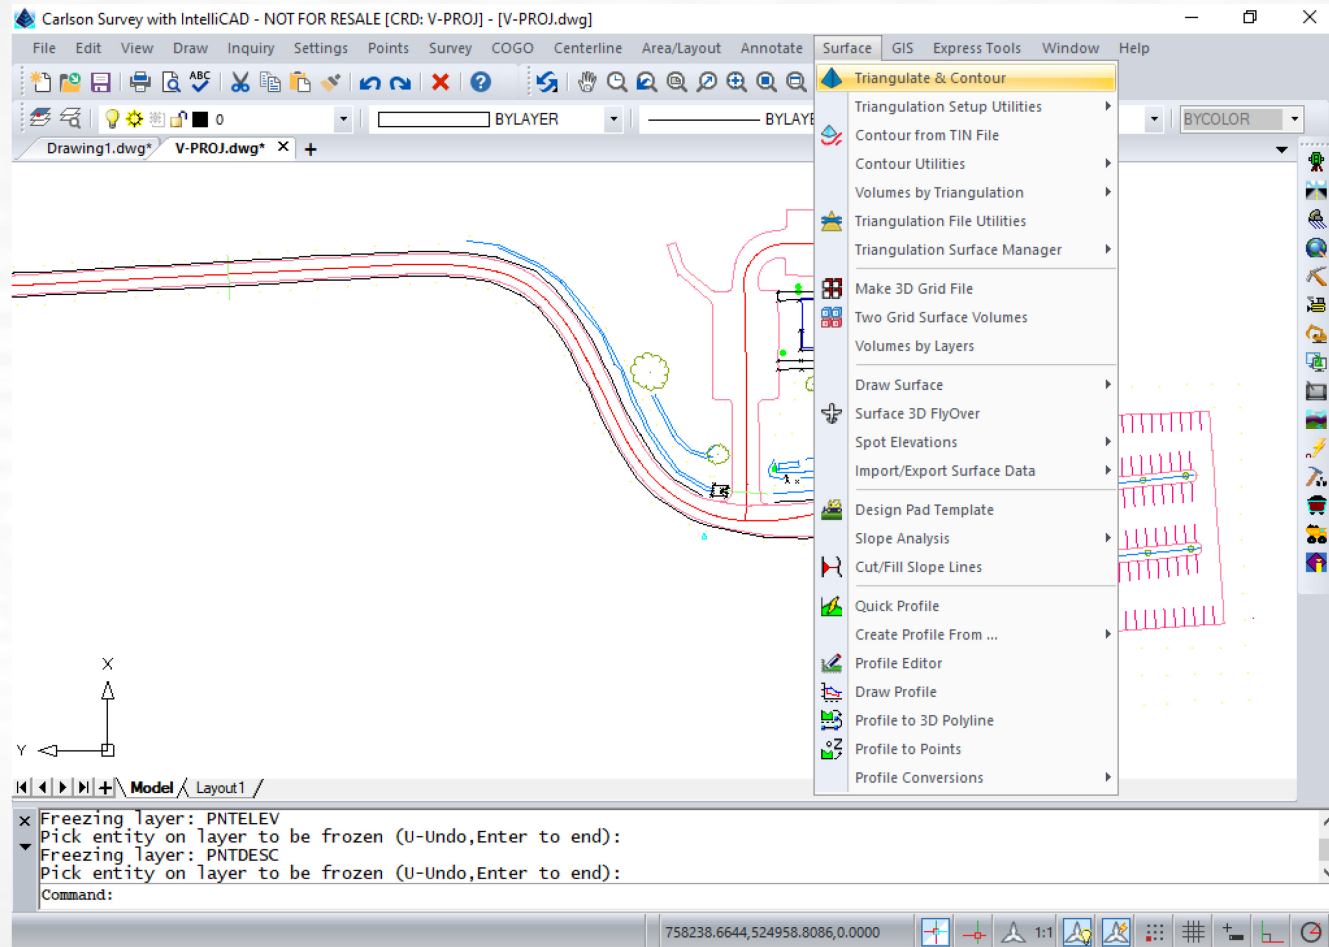 Carlson Survey with IntelliCAD - NOT FOR RESALE [CRD: V-PROJ] - [V-PROJ.dwg]
File Edit View Draw Inquiry Settings Points Survey COGO Centerline Area/Layout Annotate Surface GIS Express Tools Window Help
ABC
0 BYLAYER BYLAYE BYCOLOR
Drawing1.dwg* V-PROJ.dwg*
Triangulate & Contour
Triangulation Setup Utilities
Contour from TIN File
Contour Utilities
Volumes by Triangulation
Triangulation File Utilities
Triangulation Surface Manager
Make 3D Grid File
Two Grid Surface Volumes
Volumes by Layers
Draw Surface
Surface 3D FlyOver
Spot Elevations
Import/Export Surface Data
Design Pad Template
Slope Analysis
Cut/Fill Slope Lines
Quick Profile
Create Profile From ...
Profile Editor
Draw Profile
Profile to 3D Polyline
Profile to Points
Profile Conversions
X
Y
Model Layout1
Freezing layer: PNTELEV
Pick entity on layer to be frozen (U-Undo,Enter to end):
Freezing layer: PNTDESC
Pick entity on layer to be frozen (U-Undo,Enter to end):
Command:
758238.6644,524958.8086,0.0000 1:1